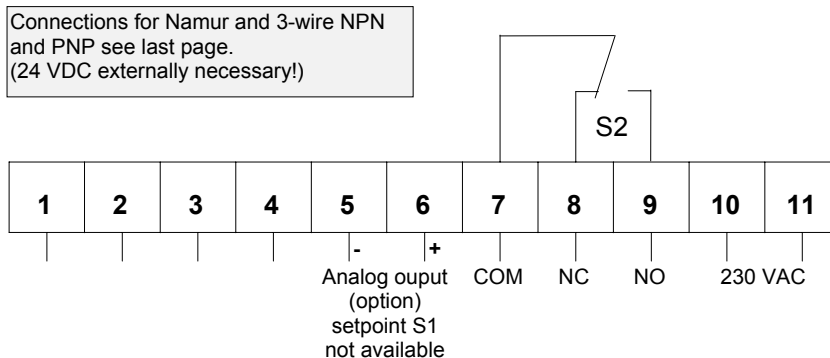 Connections for Namur and 3-wire NPN
and PNP see last page.
(24 VDC externally necessary!)
S2
1 2 3 4 5 6 7 8 9 10 11
- +
Analog ouput COM NC NO 230 VAC
(option)
setpoint S1
not available